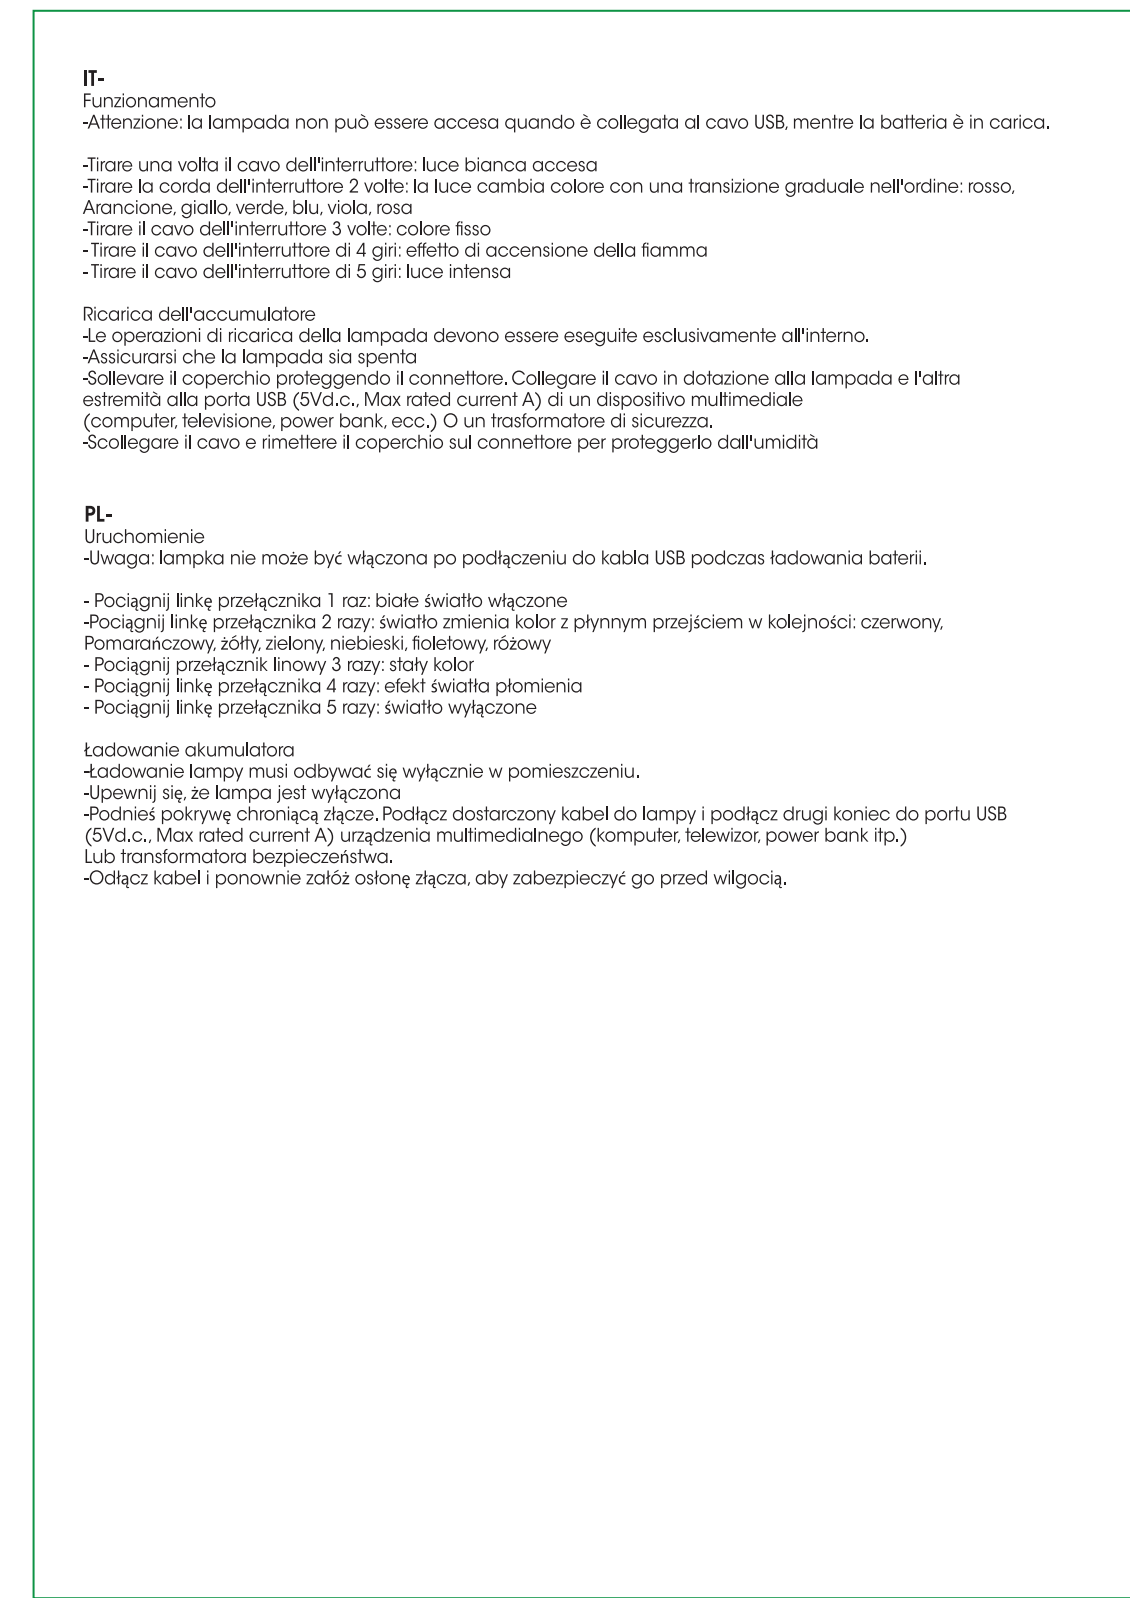 IT-
Funzionamento
-Attenzione: la lampada non può essere accesa quando è collegata al cavo USB, mentre la batteria è in carica.
-Tirare una volta il cavo dell'interruttore: luce bianca accesa
-Tirare la corda dell'interruttore 2 volte: la luce cambia colore con una transizione graduale nell'ordine: rosso,
Arancione, giallo, verde, blu, viola, rosa
-Tirare il cavo dell'interruttore 3 volte: colore fisso
- Tirare il cavo dell'interruttore di 4 giri: effetto di accensione della fiamma
- Tirare il cavo dell'interruttore di 5 giri: luce intensa
Ricarica dell'accumulatore
-Le operazioni di ricarica della lampada devono essere eseguite esclusivamente all'interno.
-Assicurarsi che la lampada sia spenta
-Sollevare il coperchio proteggendo il connettore. Collegare il cavo in dotazione alla lampada e l'altra
estremità alla porta USB (5Vd.c., Max rated current A) di un dispositivo multimediale
(computer, televisione, power bank, ecc.) O un trasformatore di sicurezza.
-Scollegare il cavo e rimettere il coperchio sul connettore per proteggerlo dall'umidità
PL-
Uruchomienie
-Uwaga: lampka nie może być włączona po podłączeniu do kabla USB podczas ładowania baterii.
- Pociągnij linkę przełącznika 1 raz: białe światło włączone
-Pociągnij linkę przełącznika 2 razy: światło zmienia kolor z płynnym przejściem w kolejności: czerwony,
Pomarańczowy, żółty, zielony, niebieski, fioletowy, różowy
- Pociągnij przełącznik linowy 3 razy: stały kolor
- Pociągnij linkę przełącznika 4 razy: efekt światła płomienia
- Pociągnij linkę przełącznika 5 razy: światło wyłączone
Ładowanie akumulatora
-Ładowanie lampy musi odbywać się wyłącznie w pomieszczeniu.
-Upewnij się, że lampa jest wyłączona
-Podnieś pokrywę chroniącą złącze. Podłącz dostarczony kabel do lampy i podłącz drugi koniec do portu USB
(5Vd.c., Max rated current A) urządzenia multimedialnego (komputer, telewizor, power bank itp.)
Lub transformatora bezpieczeństwa.
-Odłącz kabel i ponownie załóż osłonę złącza, aby zabezpieczyć go przed wilgocią.